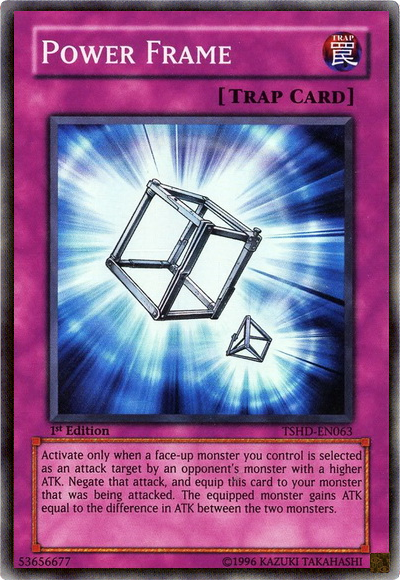 POWER FRAME
TRAP
罠
[TRAP CARD]
1st Edition
TSHD-EN063
Activate only when a face-up monster you control is selected
as an attack target by an opponent's monster with a higher
ATK. Negate that attack, and equip this card to your monster
that was being attacked. The equipped monster gains ATK
equal to the difference in ATK between the two monsters.
53656677
©1996 KAZUKI TAKAHASHI